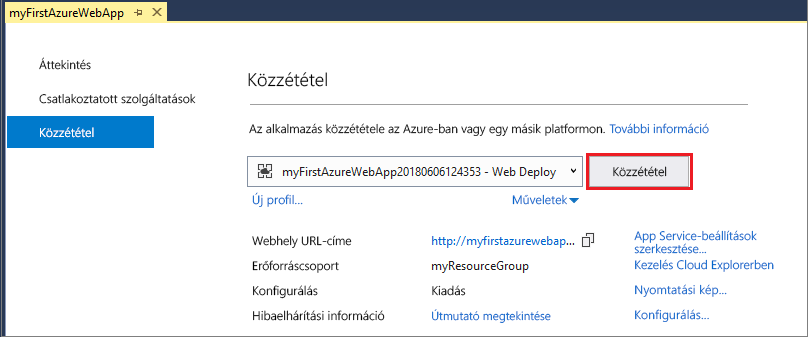 myFirstAzureWebApp
Áttekintés
Csatlakoztatott szolgáltatások
Közzététel
Közzététel
Az alkalmazás közzététele az Azure-ban vagy egy másik platformon. További információ
myFirstAzureWebApp20180606124353 - Web Deploy
Közzététel
Új profil...
Műveletek
Webhely URL-címe
http://myfirstazurewebap...
App Service-beállítások szerkesztése...
Erőforráscsoport
myResourceGroup
Kezelés Cloud Explorerben
Konfigurálás
Kiadás
Nyomtatási kép...
Hibaelhárítási információ
Útmutató megtekintése
Konfigurálás...